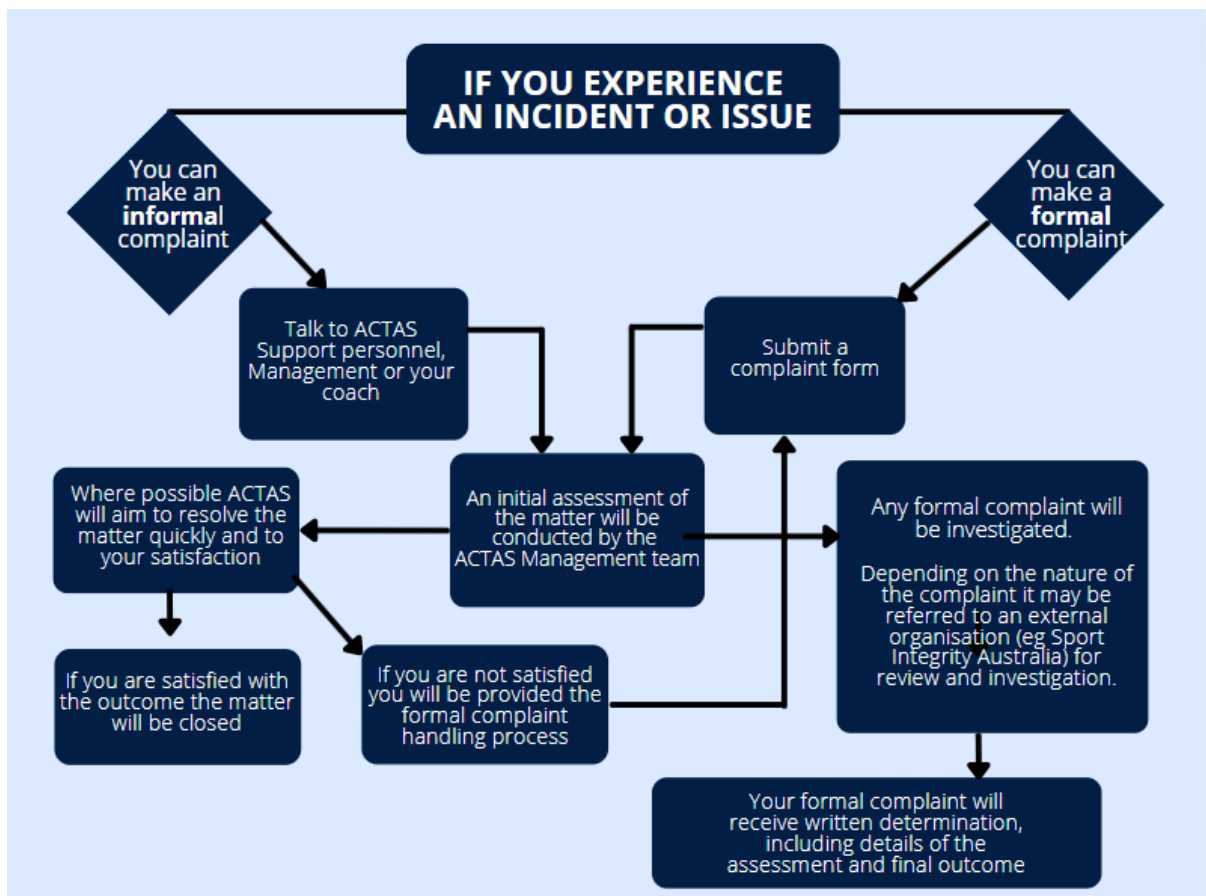 IF YOU EXPERIENCE
AN INCIDENT OR ISSUE
You can
make an
informal
complaint
You can
make a
formal
complaint
Talk to ACTAS
Support personnel,
Management or your
coach
Submit a
complaint form
Where possible ACTAS
will aim to resolve the
matter quickly and to
your satisfaction
An initial assessment of
the matter will be
conducted by the
ACTAS Management team
Any formal complaint will
be investigated.
Depending on the nature of
the complaint it may be
referred to an external
organisation (eg Sport
Integrity Australia) for
review and investigation.
If you are satisfied with
the outcome the matter
will be closed
If you are not satisfied
you will be provided the
formal complaint
handling process
Your formal complaint will
receive written determination,
including details of the
assessment and final outcome